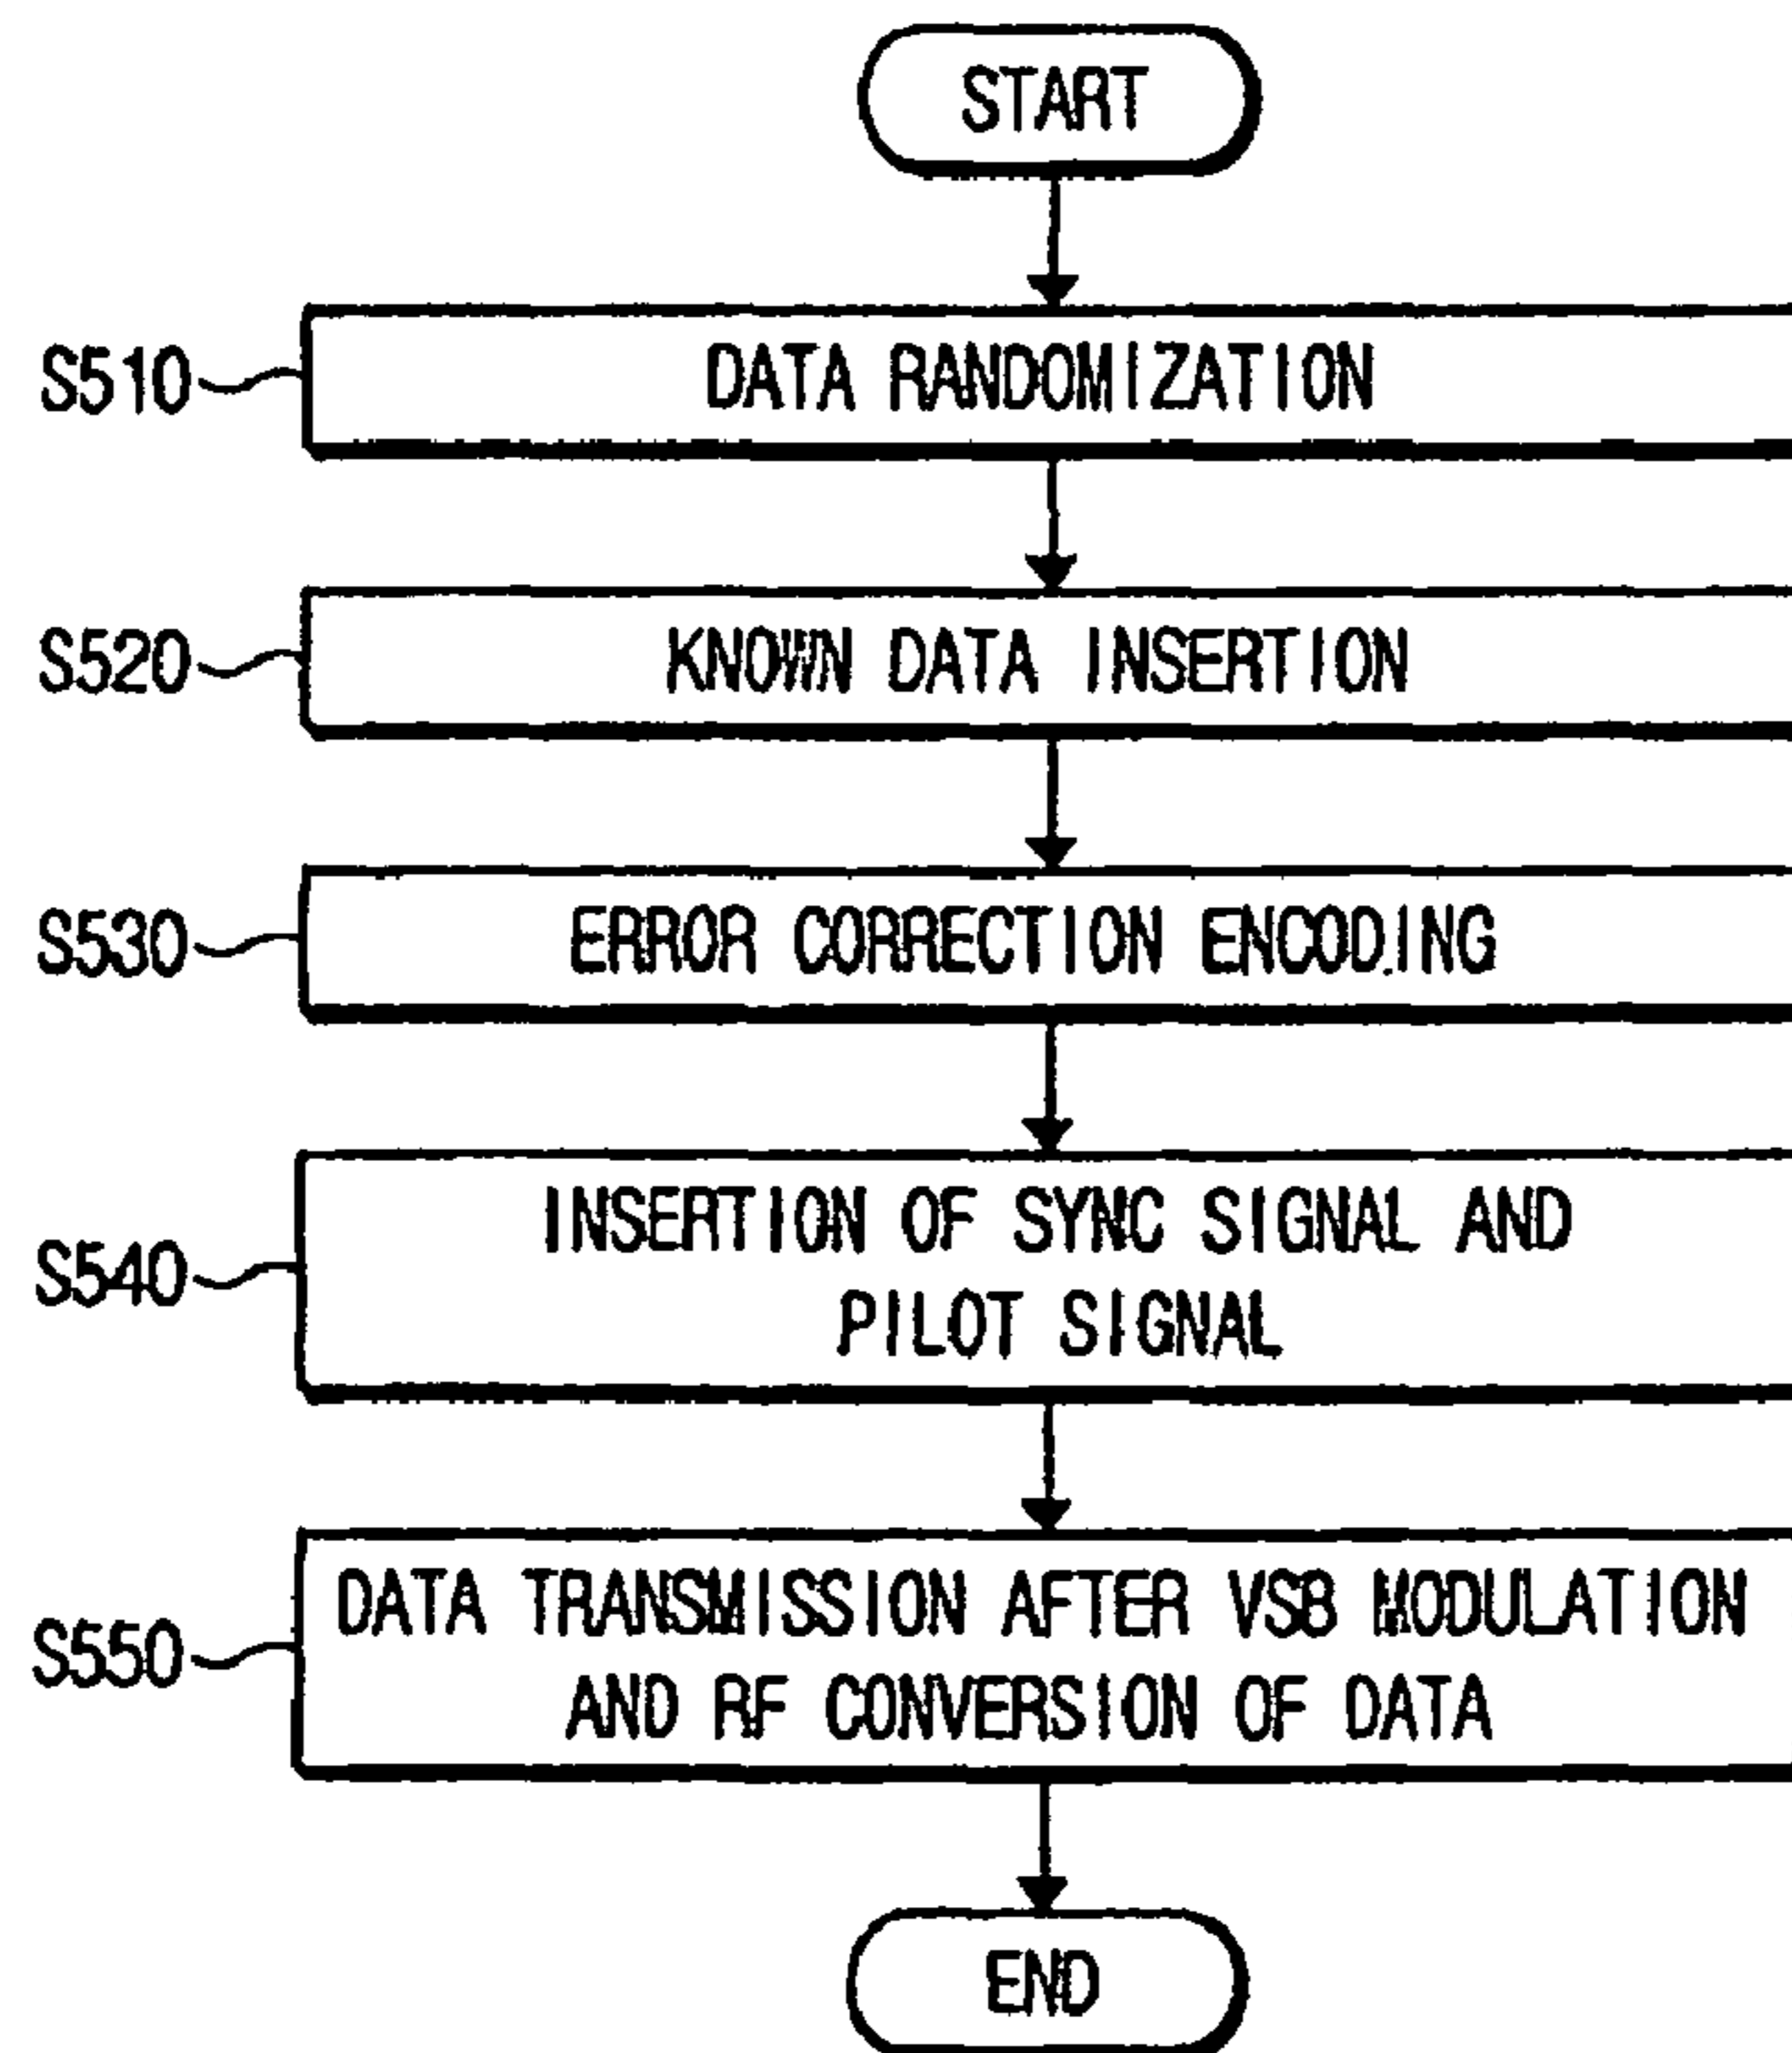 START
S510
DATA RANDOMIZATION
S520
KNOWN DATA INSERTION
S530
ERROR CORRECTION ENCODING
S540
INSERTION OF SYNC SIGNAL AND
PILOT SIGNAL
S550
DATA TRANSMISSION AFTER VSB MODULATION
AND RF CONVERSION OF DATA
END